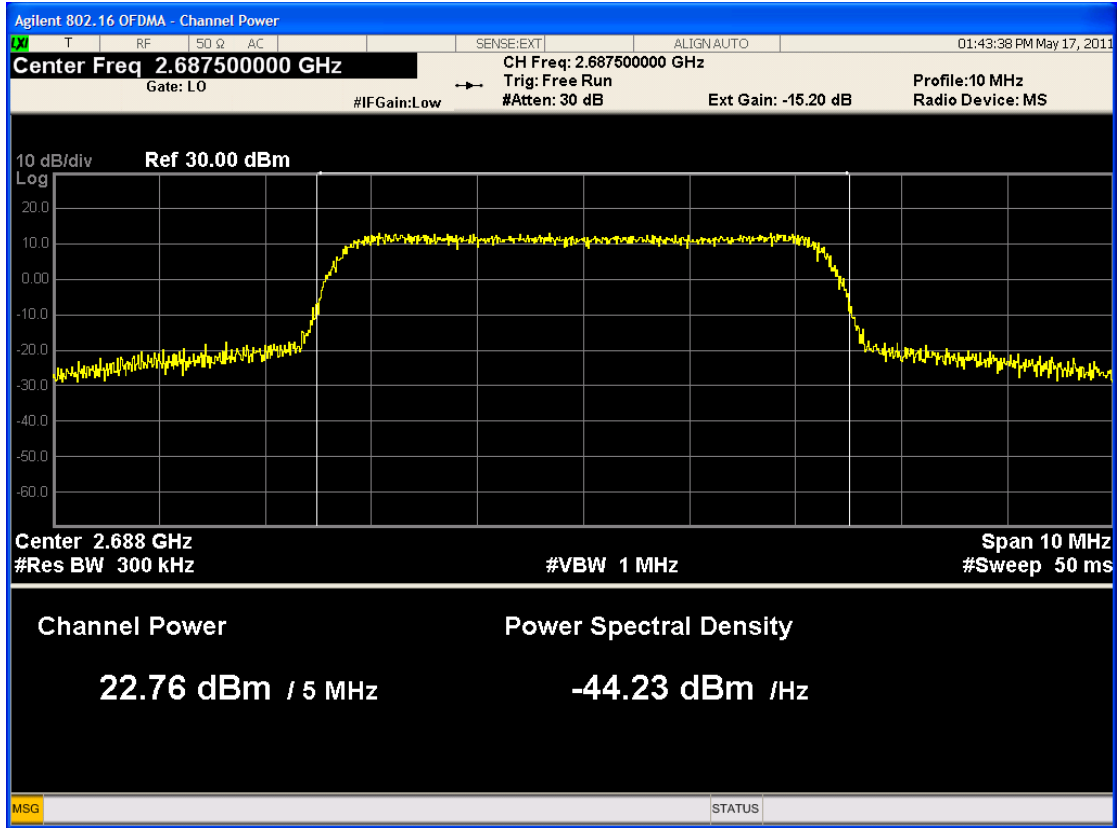 Agilent 802.16 OFDMA - Channel Power
LXI T RF 50 Ω AC SENSE:EXT ALIGN AUTO 01:43:38 PM May 17, 2011
Center Freq 2.687500000 GHz CH Freq: 2.687500000 GHz
Gate: LO Trig: Free Run Profile:10 MHz
#IFGain:Low #Atten: 30 dB Ext Gain: -15.20 dB Radio Device: MS
10 dB/div Ref 30.00 dBm
Log
20.0
10.0
0.00
-10.0
-20.0
-30.0
-40.0
-50.0
-60.0
Center 2.688 GHz Span 10 MHz
#Res BW 300 kHz #VBW 1 MHz #Sweep 50 ms
Channel Power Power Spectral Density
22.76 dBm / 5 MHz -44.23 dBm /Hz
MSG STATUS